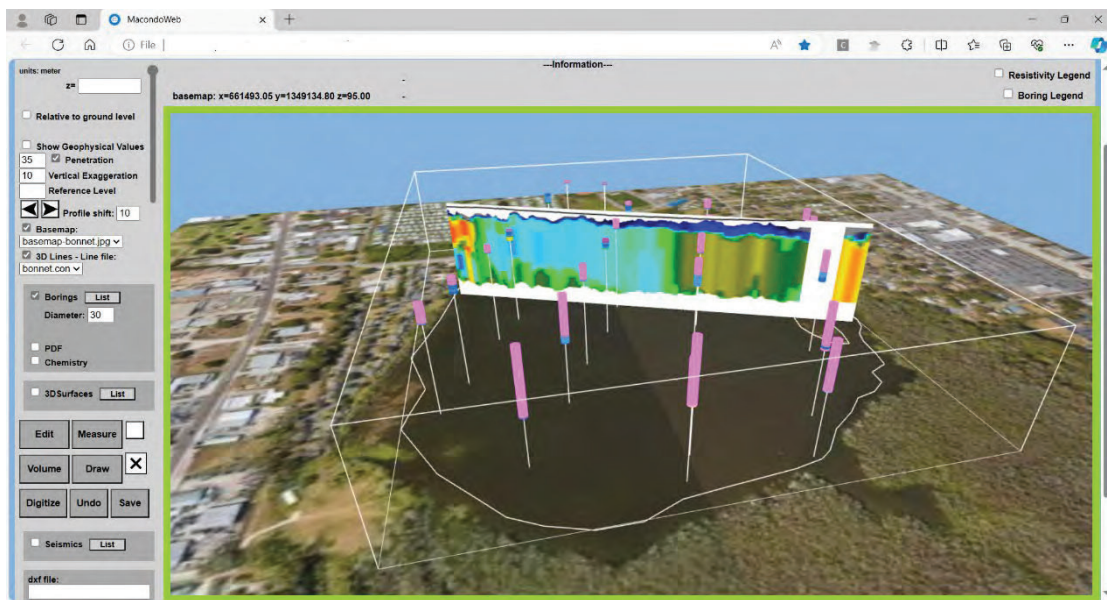 MacondoWeb
File
units: meter
z=
---Information---
-
basemap: x=661493.05 y=1349134.80 z=95.00 -
Resistivity Legend
Boring Legend
Relative to ground level
Show Geophysical Values
35 Penetration
10 Vertical Exaggeration
Reference Level
Profile shift: 10
Basemap:
basemap-bonnet.jpg
3D Lines - Line file:
bonnet.con
Borings List
Diameter: 30
PDF
Chemistry
3DSurfaces List
Edit Measure
Volume Draw
Digitize Undo Save
Seismics List
dxf file: